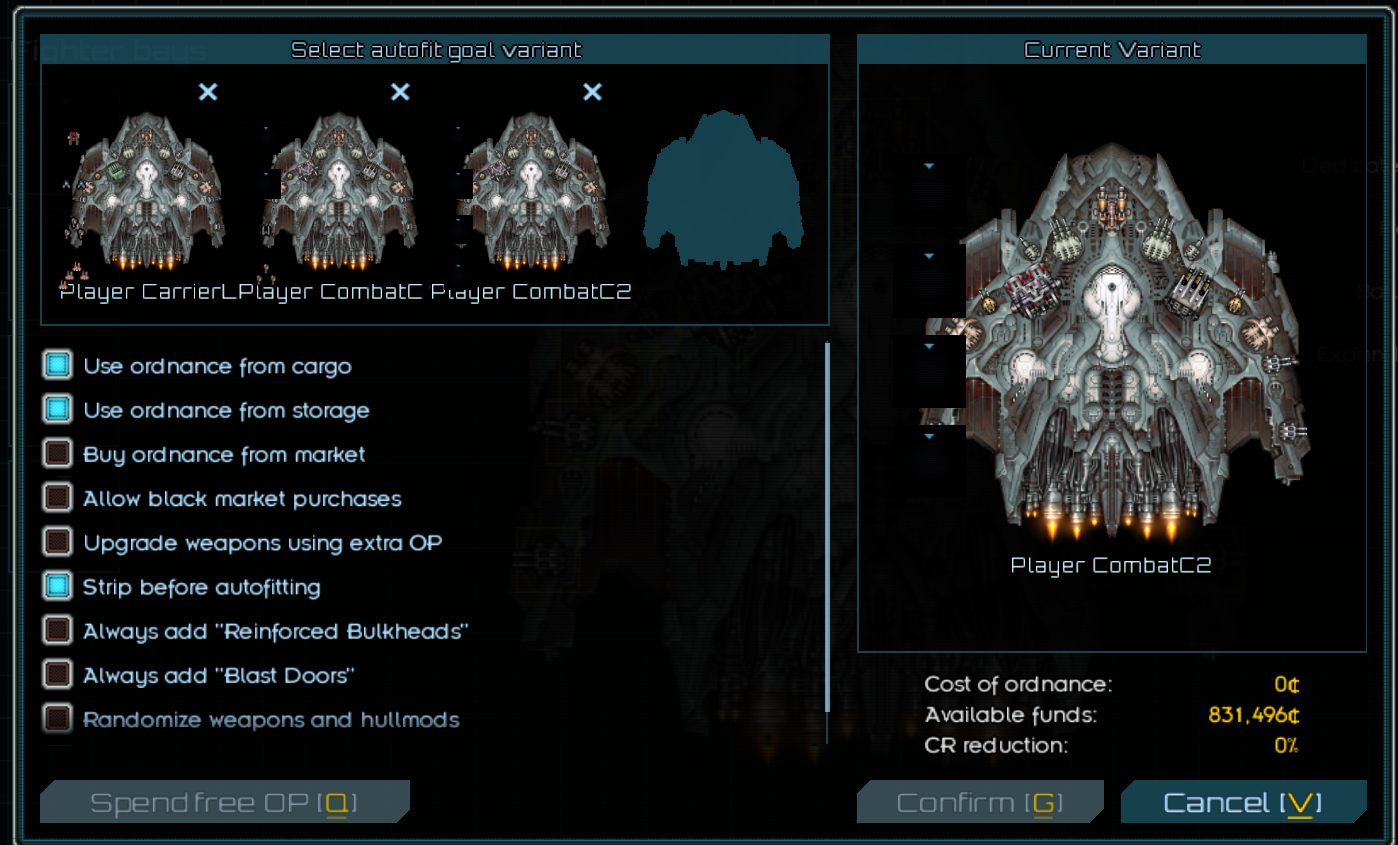 Fighter bays
Select autofit goal variant
Current Variant
Player CarrierL
Player CombatC
Player CombatC2
Use ordnance from cargo
Use ordnance from storage
Buy ordnance from market
Allow black market purchases
Upgrade weapons using extra OP
Strip before autofitting
Always add "Reinforced Bulkheads"
Always add "Blast Doors"
Randomize weapons and hullmods
Player CombatC2
Cost of ordnance: 0¢
Available funds: 831,496¢
CR reduction: 0%
Spend free OP [Q]
Confirm [G]
Cancel [V]